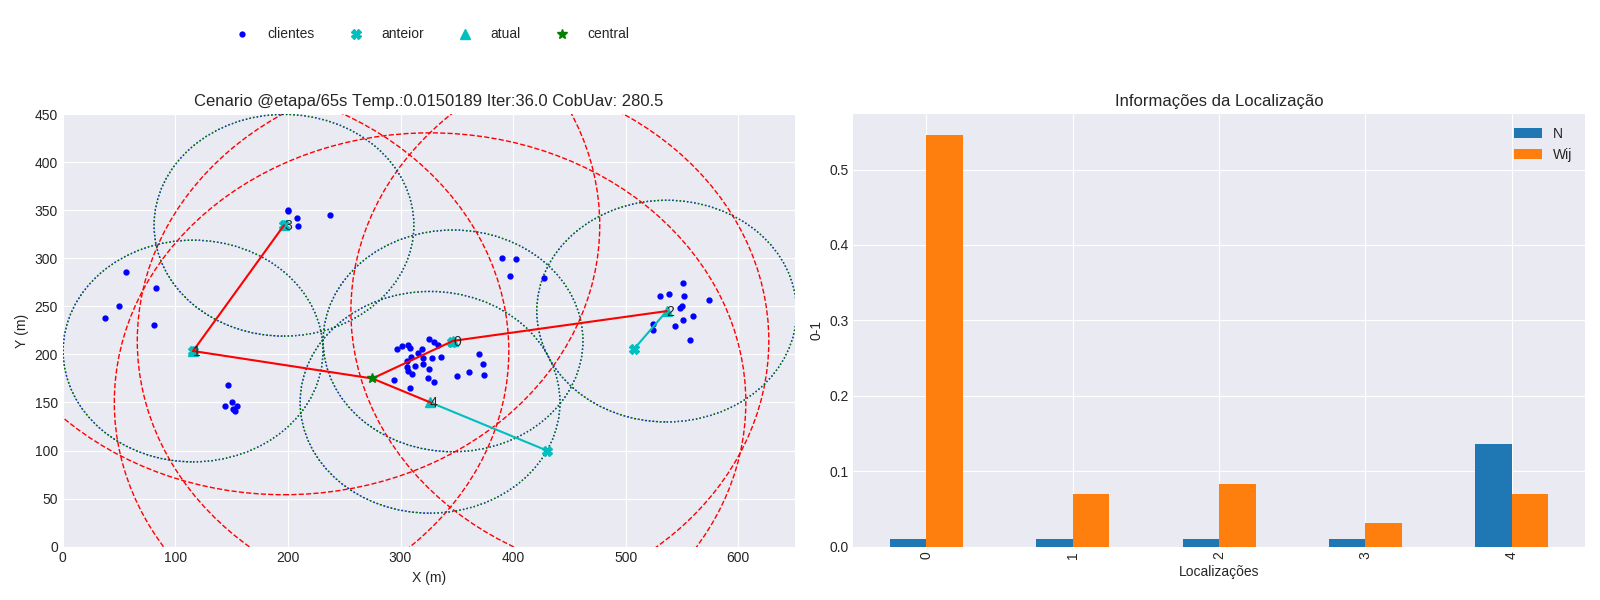 clientes anteior atual central
Cenario @etapa/65s Temp.:0.0150189 Iter:36.0 CobUav: 280.5
450
400
350
300
250
200
150
100
50
0
Y (m)
3
1
0
2
4
0 100 200 300 400 500 600
X (m)
Informações da Localização
N
Wij
0.5
0.4
0.3
0.2
0.1
0.0
0-1
0 1 2 3 4
Localizações